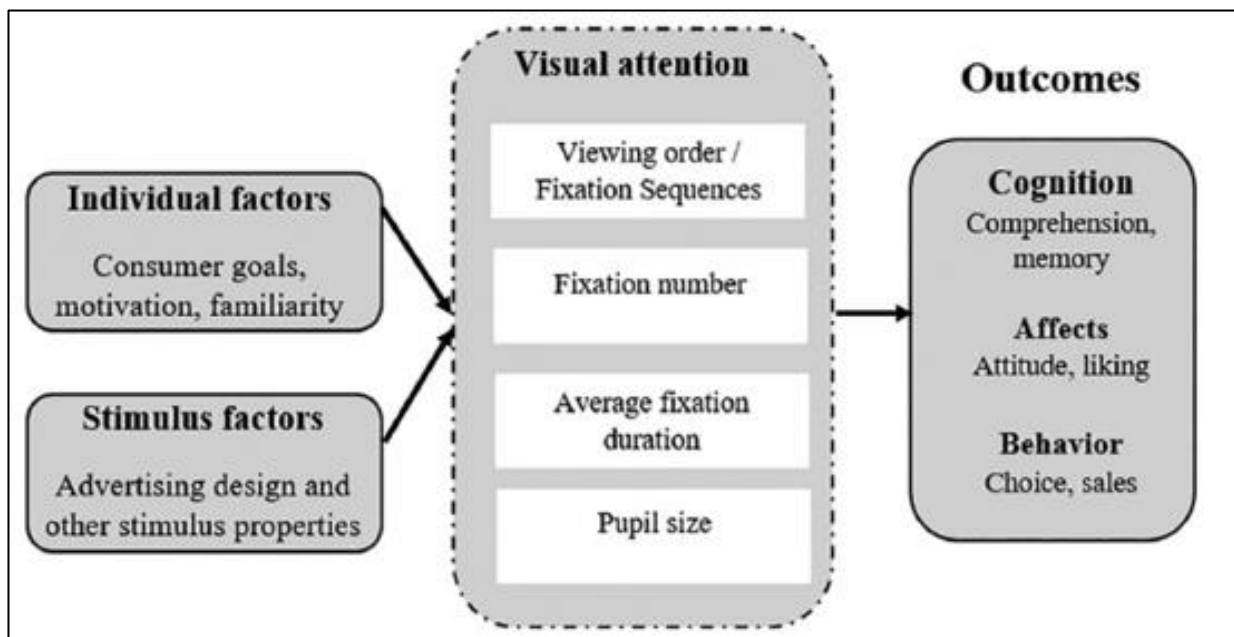 Individual factors
Consumer goals,
motivation, familiarity
Stimulus factors
Advertising design and
other stimulus properties
Visual attention
Viewing order /
Fixation Sequences
Fixation number
Average fixation
duration
Pupil size
Outcomes
Cognition
Comprehension,
memory
Affects
Attitude, liking
Behavior
Choice, sales